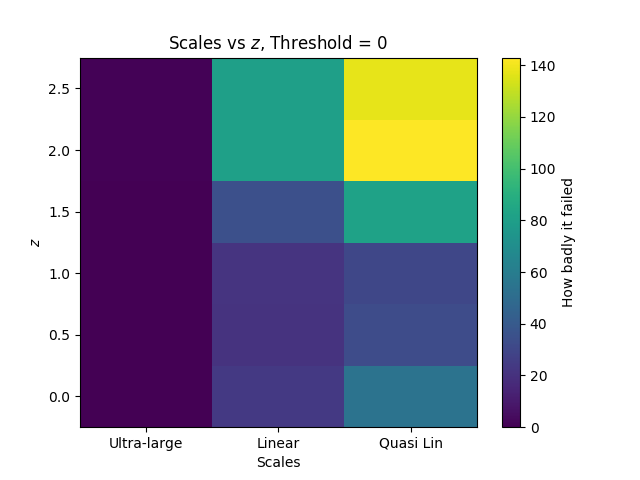 Scales vs z, Threshold = 0
2.5
2.0
1.5
1.0
0.5
0.0
z
Ultra-large
Linear
Quasi Lin
Scales
140
120
100
80
60
40
20
0
How badly it failed